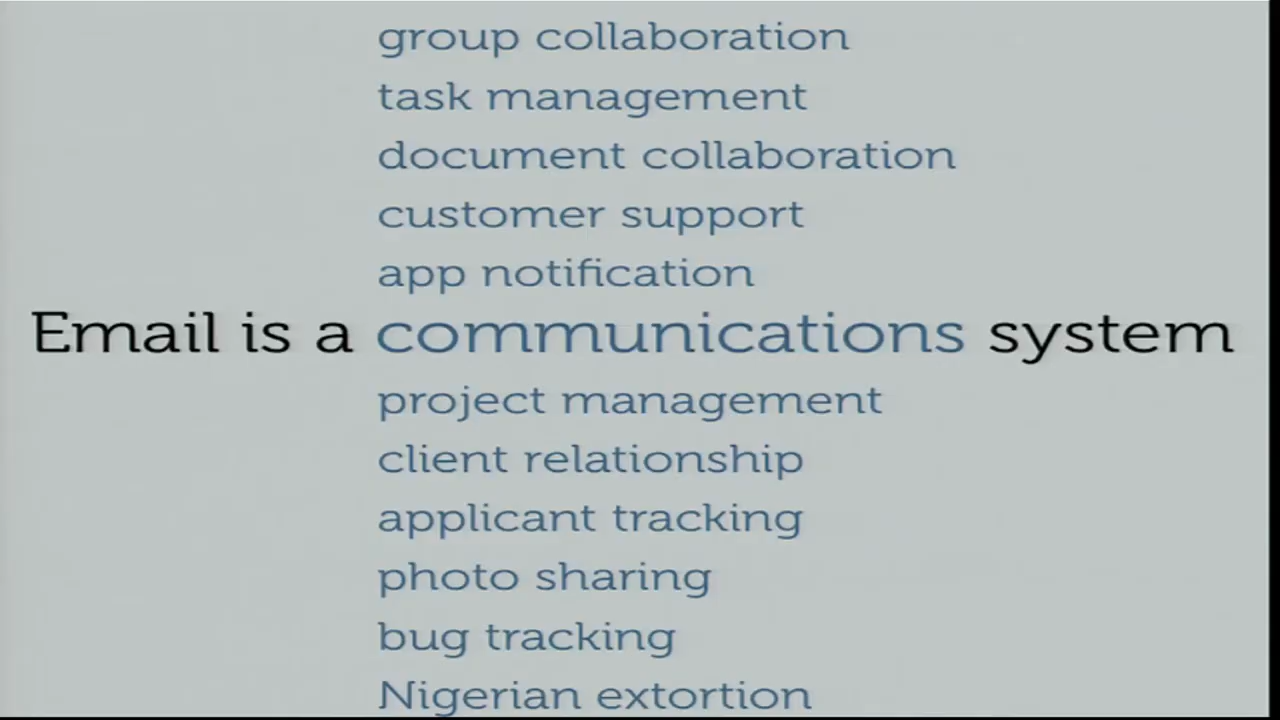 group collaboration
task management
document collaboration
customer support
app notification
Email is a communications system
project management
client relationship
applicant tracking
photo sharing
bug tracking
Nigerian extortion